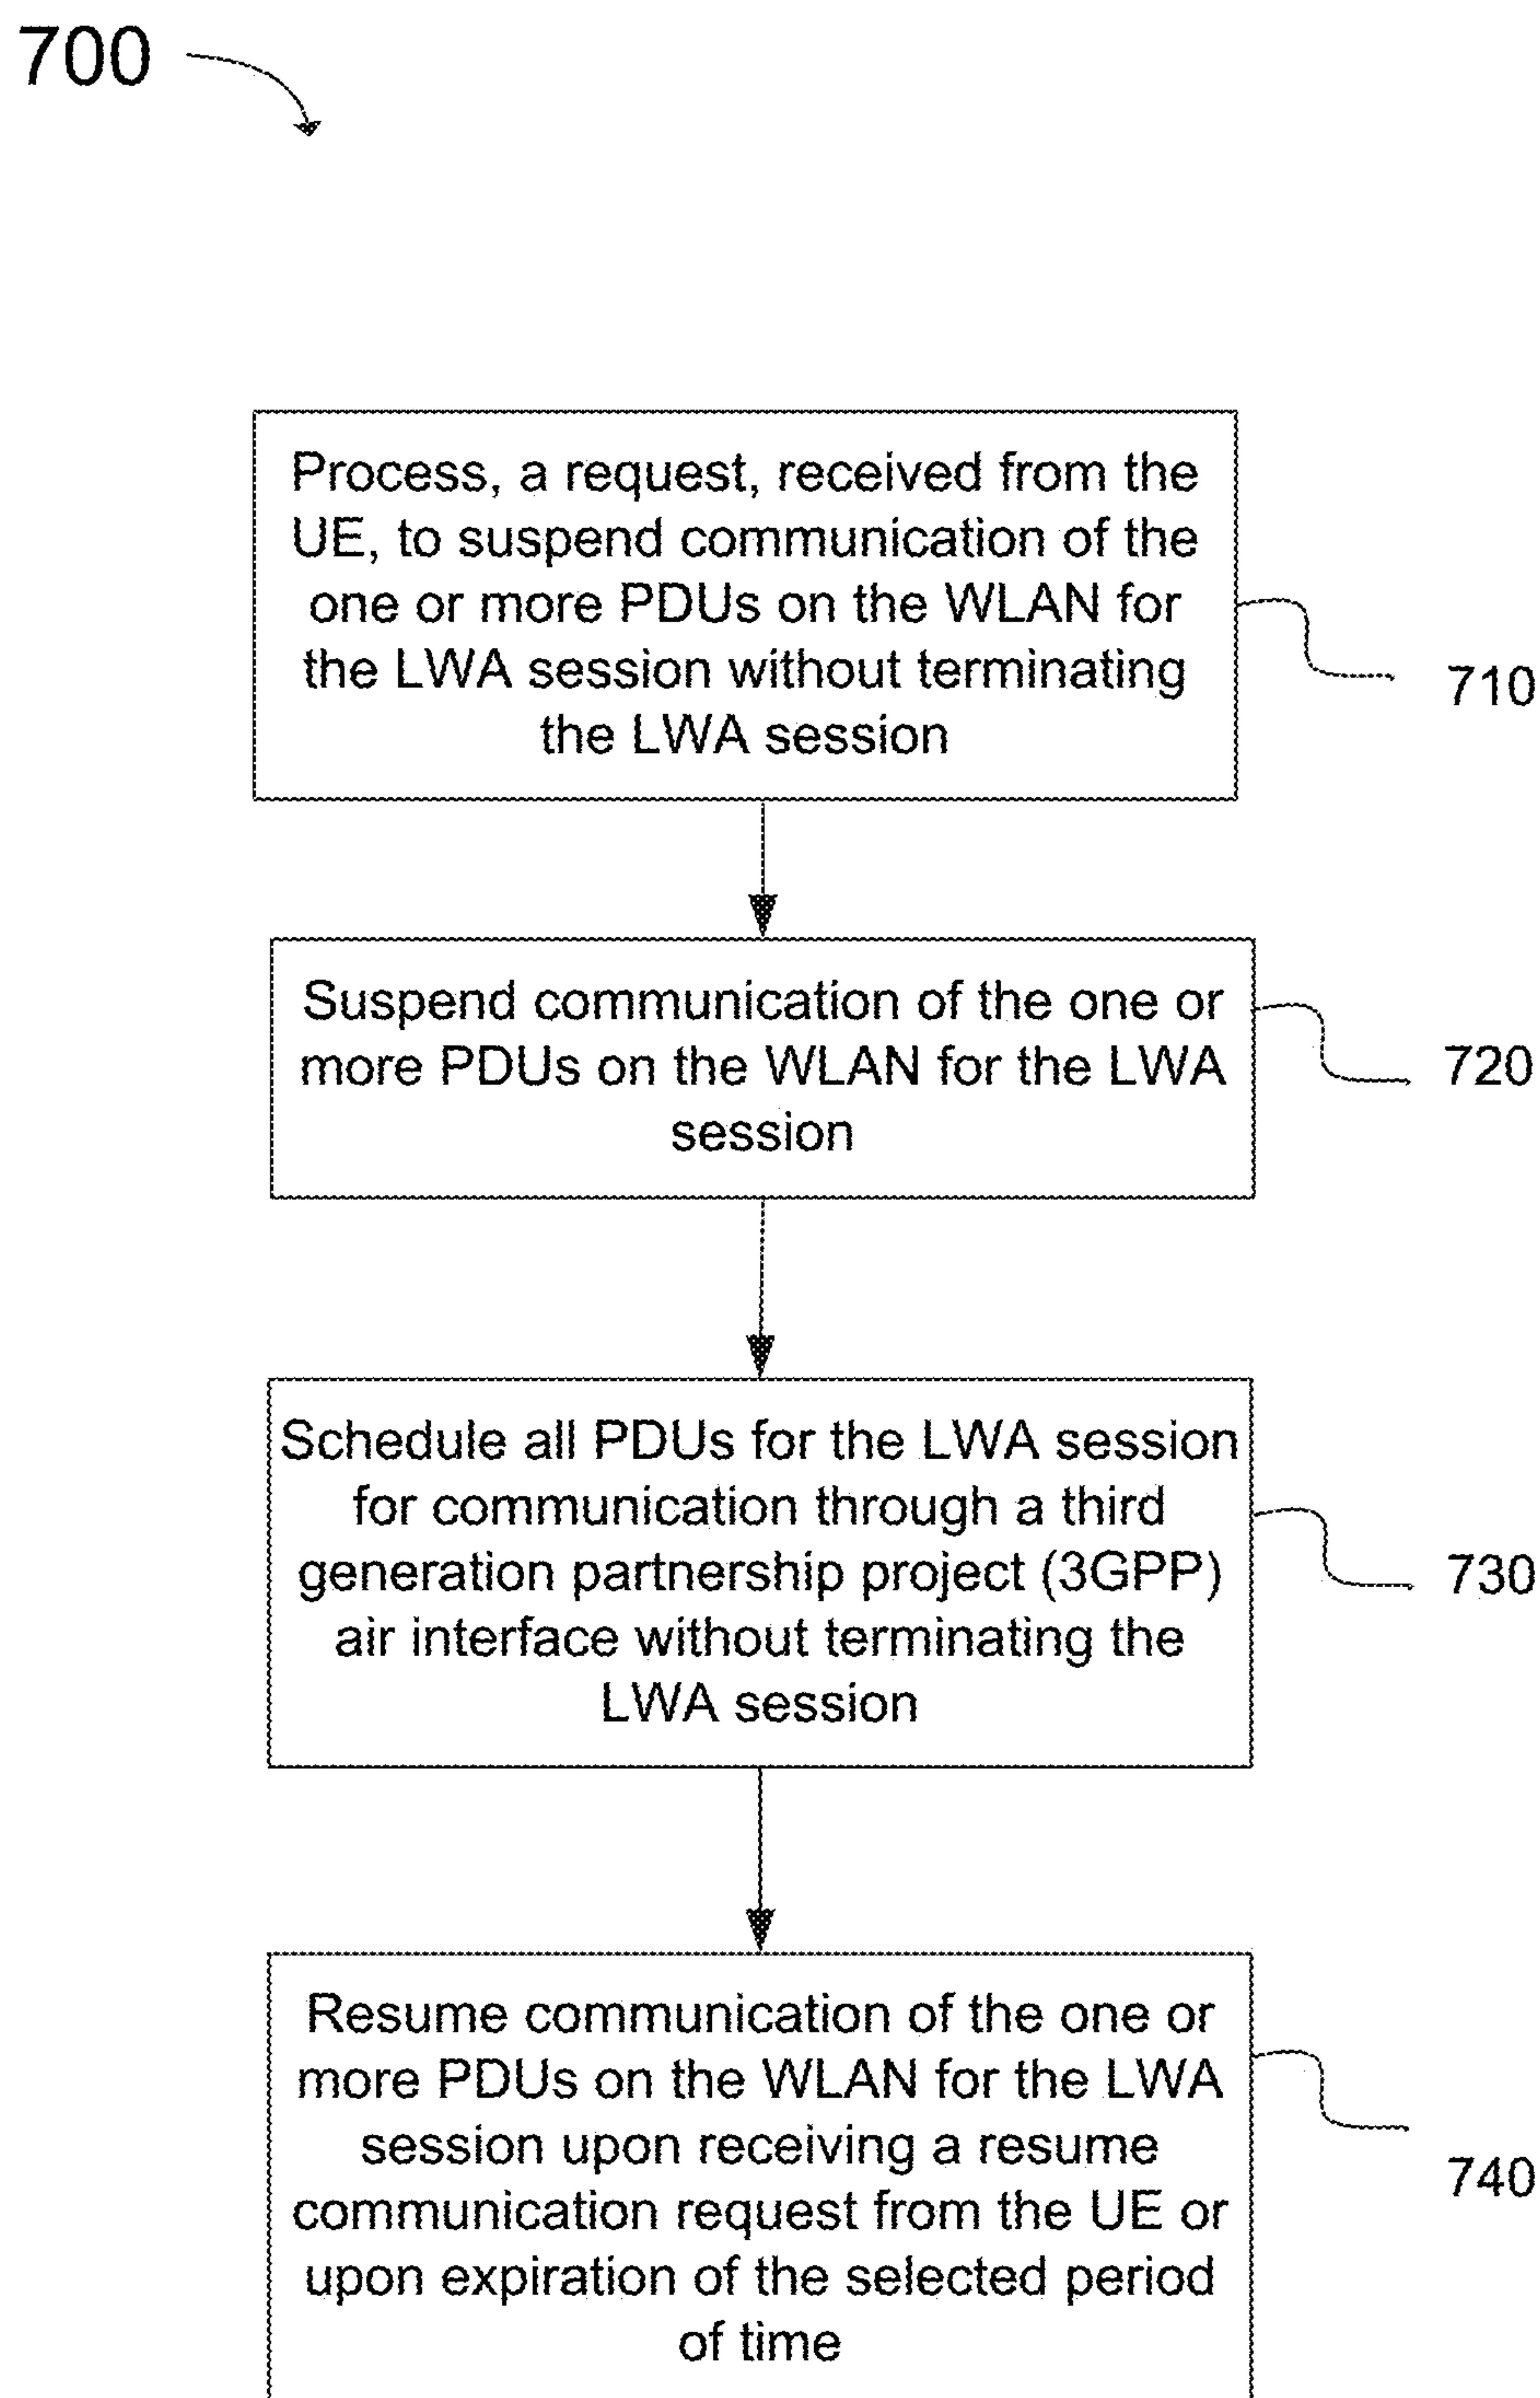 700
Process, a request, received from the
UE, to suspend communication of the
one or more PDUs on the WLAN for
the LWA session without terminating
the LWA session
710
Suspend communication of the one or
more PDUs on the WLAN for the LWA
session
720
Schedule all PDUs for the LWA session
for communication through a third
generation partnership project (3GPP)
air interface without terminating the
LWA session
730
Resume communication of the one or
more PDUs on the WLAN for the LWA
session upon receiving a resume
communication request from the UE or
upon expiration of the selected period
of time
740